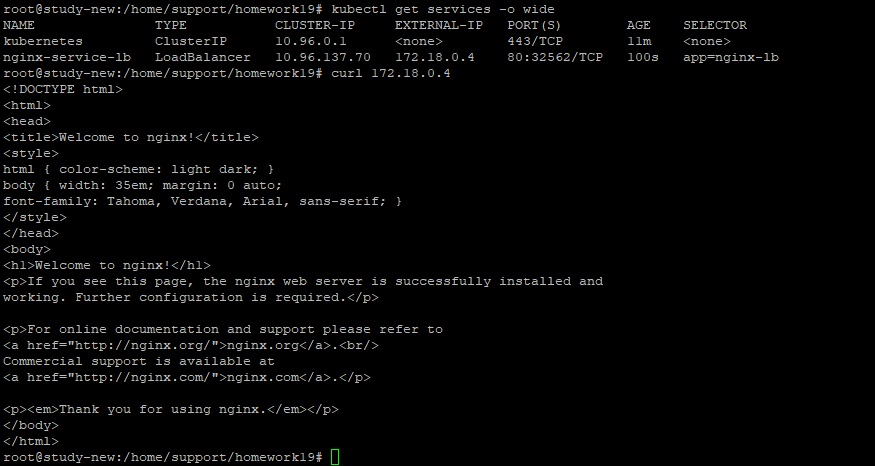 root@study-new:/home/support/homework19# kubectl get services -o wide
NAME               TYPE           CLUSTER-IP     EXTERNAL-IP   PORT(S)        AGE    SELECTOR
kubernetes         ClusterIP      10.96.0.1      <none>        443/TCP        11m    <none>
nginx-service-lb   LoadBalancer   10.96.137.70   172.18.0.4    80:32562/TCP   100s   app=nginx-lb
root@study-new:/home/support/homework19# curl 172.18.0.4
<!DOCTYPE html>
<html>
<head>
<title>Welcome to nginx!</title>
<style>
html { color-scheme: light dark; }
body { width: 35em; margin: 0 auto;
font-family: Tahoma, Verdana, Arial, sans-serif; }
</style>
</head>
<body>
<h1>Welcome to nginx!</h1>
<p>If you see this page, the nginx web server is successfully installed and
working. Further configuration is required.</p>

<p>For online documentation and support please refer to
<a href="http://nginx.org/">nginx.org</a>.<br/>
Commercial support is available at
<a href="http://nginx.com/">nginx.com</a>.</p>

<p><em>Thank you for using nginx.</em></p>
</body>
</html>
root@study-new:/home/support/homework19#